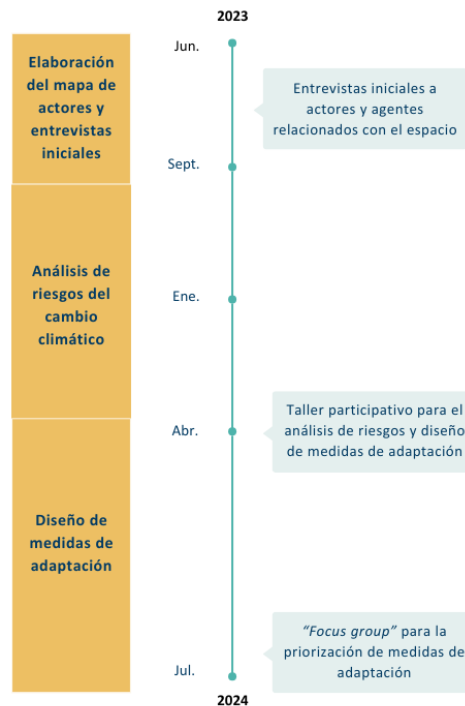 2023
Jun.
Elaboración
del mapa de
actores y
entrevistas
iniciales
Entrevistas iniciales a
actores y agentes
relacionados con el espacio
Sept.
Análisis de
riesgos del
cambio
climático
Ene.
Abr.
Taller participativo para el
análisis de riesgos y diseño
de medidas de adaptación
Diseño de
medidas de
adaptación
Jul.
“Focus group” para la
priorización de medidas de
adaptación
2024